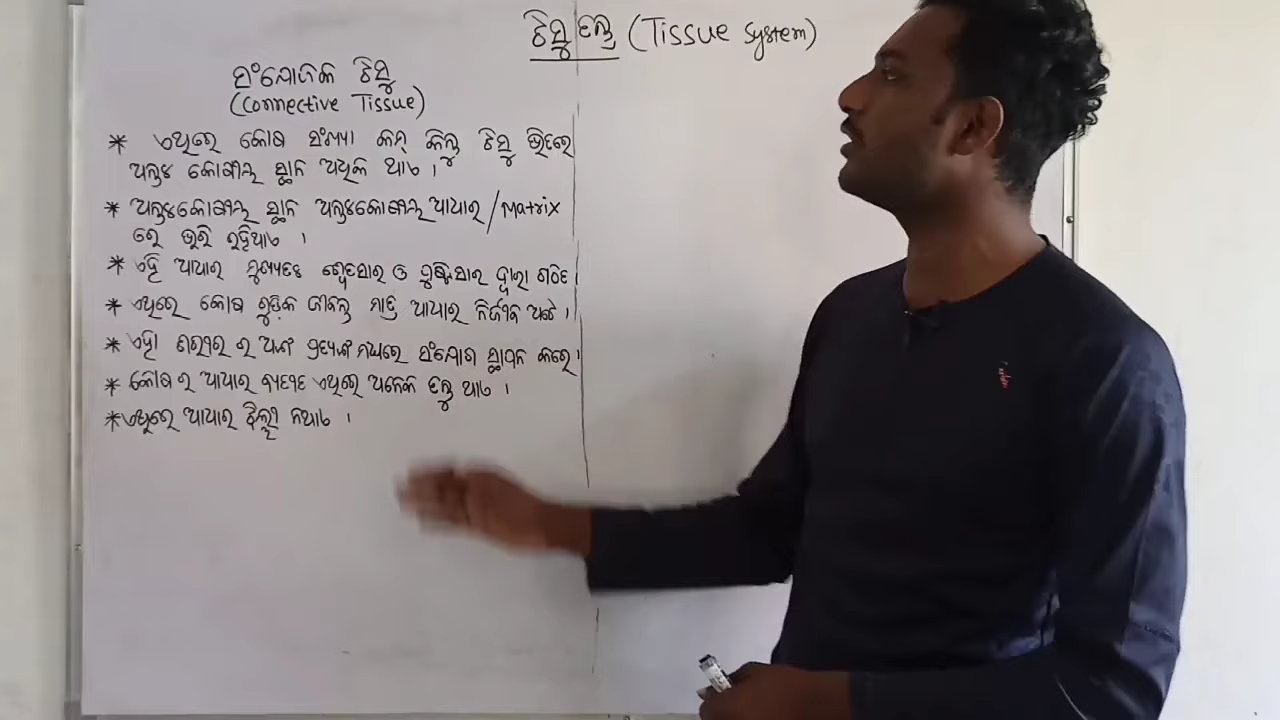 ଟିସୁ ତନ୍ତ୍ର (Tissue System)
ସଂଯୋଜକ ଟିସୁ
(Connective Tissue)
* ଏଥିରେ କୋଷ ସଂଖ୍ୟା କମ୍ କିନ୍ତୁ ଟିସୁ ଭିତରେ
ଅନ୍ତଃ କୋଷୀୟ ସ୍ଥାନ ଅଧିକ ଥାଏ ।
* ଅନ୍ତଃକୋଷୀୟ ସ୍ଥାନ ଅନ୍ତଃକୋଷୀୟ ଆଧାର / Matrix
ରେ ଭରି ରହିଥାଏ ।
* ଏହି ଆଧାର ମୁଖ୍ୟତଃ ଶ୍ବେତସାର ଓ ପୁଷ୍ଟିସାର ଦ୍ୱାରା ଗଠିତ ।
* ଏଥିରେ କୋଷ ଗୁଡ଼ିକ ଜୀବନ୍ତ ମାତ୍ର ଆଧାର ନିର୍ଜୀବ ଅଟେ ।
* ଏହା ଶରୀର ର ଅଙ୍ଗ ପ୍ରତ୍ୟଙ୍ଗ ମଧ୍ୟରେ ସଂଯୋଗ ସ୍ଥାପନ କରେ ।
* କୋଷ ର ଆଧାର ବ୍ୟତୀତ ଏଥିରେ ଅନେକ ତନ୍ତୁ ଥାଏ ।
* ଏଥିରେ ଆଧାର ଝିଲ୍ଲୀ ନଥାଏ ।